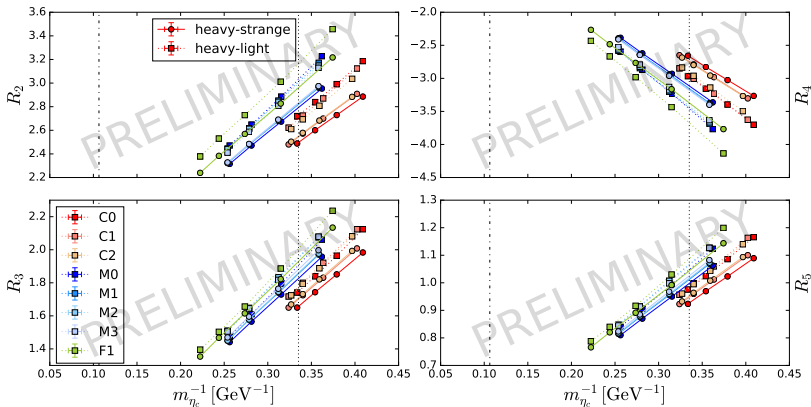 3.6
3.4
3.2
3.0
2.8
2.6
2.4
2.2
R2
PRELIMINARY
heavy-strange
heavy-light
−2.0
−2.5
−3.0
−3.5
−4.0
−4.5
R4
PRELIMINARY
2.2
2.0
1.8
1.6
1.4
R3
PRELIMINARY
C0
C1
C2
M0
M1
M2
M3
F1
0.05 0.10 0.15 0.20 0.25 0.30 0.35 0.40 0.45
m_{η_c}^{-1} [GeV^{-1}]
1.3
1.2
1.1
1.0
0.9
0.8
0.7
R5
PRELIMINARY
0.05 0.10 0.15 0.20 0.25 0.30 0.35 0.40 0.45
m_{η_c}^{-1} [GeV^{-1}]